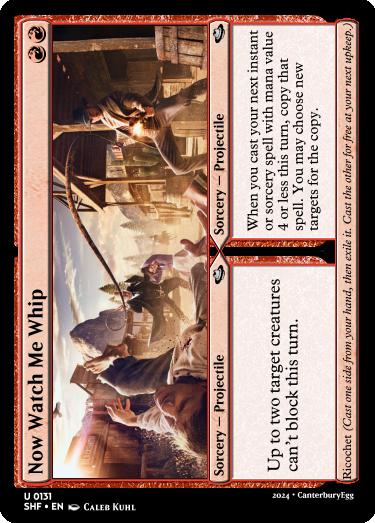 Now Watch Me Whip
Sorcery — Projectile
Up to two target creatures
can't block this turn.
Sorcery — Projectile
When you cast your next instant
or sorcery spell with mana value
4 or less this turn, copy that
spell. You may choose new
targets for the copy.
Ricochet (Cast one side from your hand, then exile it. Cast the other for free at your next upkeep.)
U 0131
SHF • EN Caleb Kuhl
2024 • CanterburyEgg